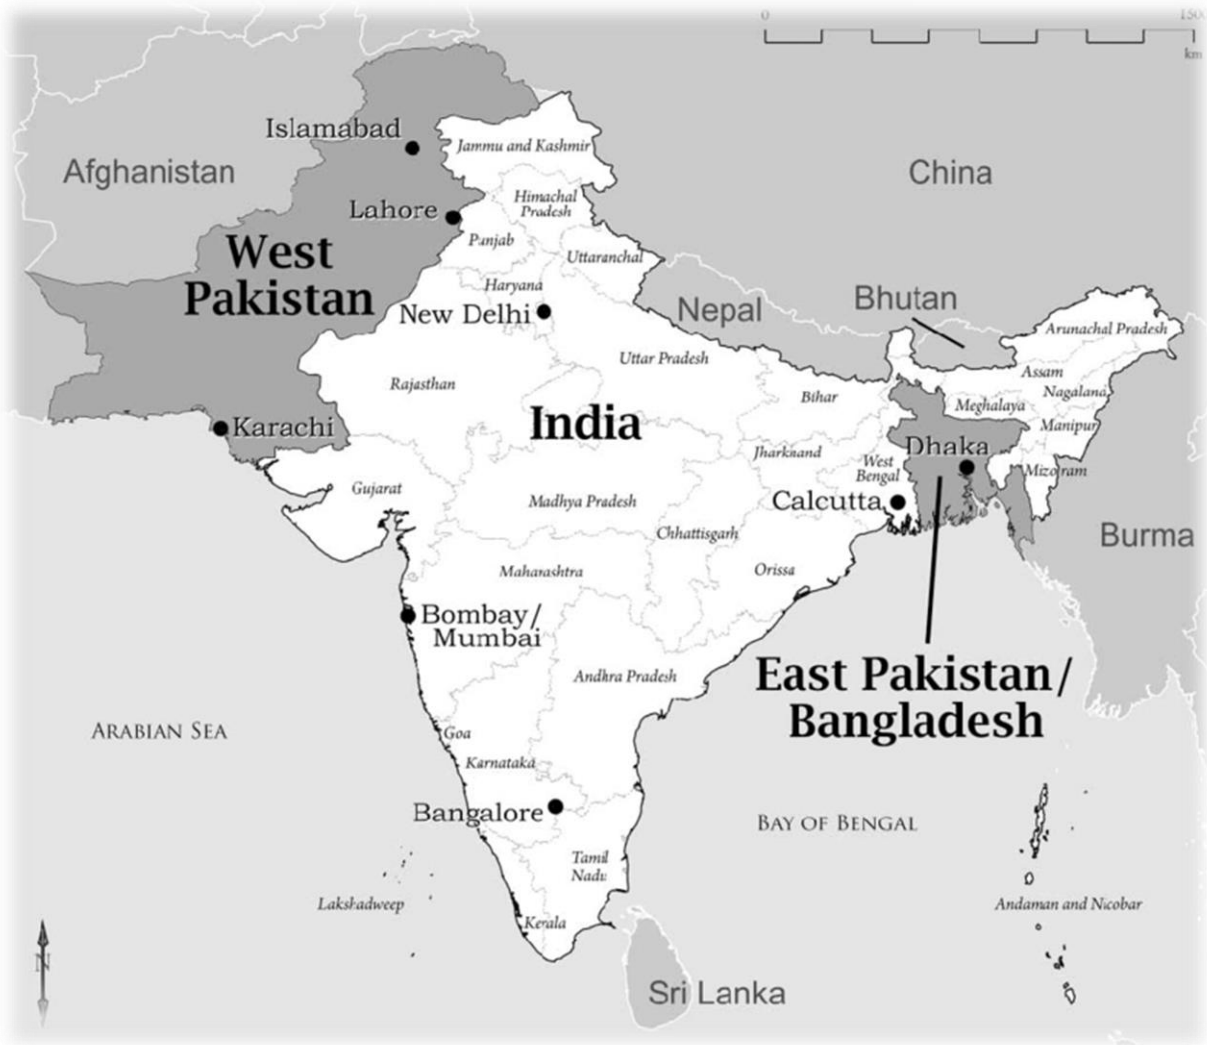 0
150
km
Islamabad
Jammu and Kashmir
Afghanistan
China
Himachal
Pradesh
Lahore
Punjab
West
Pakistan
Uttaranchal
Haryana
New Delhi
Nepal
Bhutan
Arunachal Pradesh
Uttar Pradesh
Assam
Rajasthan
Bihar
Nagaland
Meghalaya
India
Karachi
Manipur
Dhaka
Jharknand
West
Bengal
Mizoram
Gujarat
Madhya Pradesh
Calcutta
Chhattisgarh
Burma
Maharashtra
Orissa
Bombay/
Mumbai
East Pakistan/
Bangladesh
Andhra Pradesh
ARABIAN SEA
Goa
Karnataka
Bangalore
BAY OF BENGAL
Tamil
Nadu
Lakshadweep
Andaman and Nicobar
Kerala
N
Sri Lanka